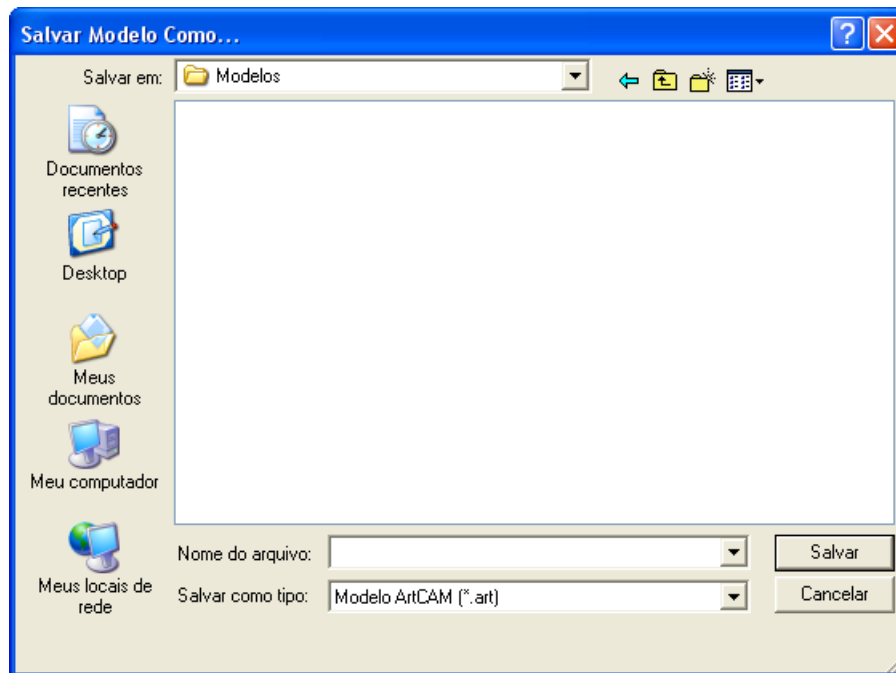 Salvar Modelo Como...
Salvar em:
Modelos
Documentos
recentes
Desktop
Meus
documentos
Meu computador
Meus locais de
rede
Nome do arquivo:
Salvar
Salvar como tipo:
Modelo ArtCAM (*.art)
Cancelar